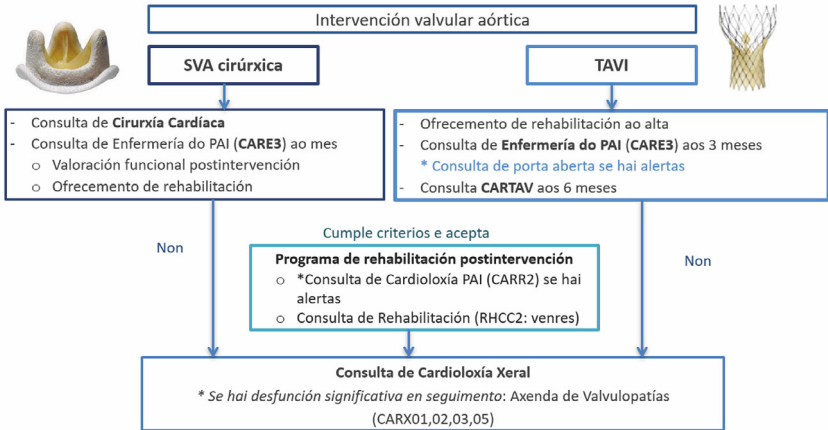 Intervención valvular aórtica
SVA cirúrxica
- Consulta de Cirurxía Cardíaca
- Consulta de Enfermería do PAI (CARE3) ao mes
o Valoración funcional postintervención
o Ofrecemento de rehabilitación
TAVI
- Ofrecemento de rehabilitación ao alta
- Consulta de Enfermería do PAI (CARE3) aos 3 meses
* Consulta de porta aberta se hai alertas
- Consulta CARTAV aos 6 meses
Non
Cumple criterios e acepta
Non
Programa de rehabilitación postintervención
o *Consulta de Cardioloxía PAI (CARR2) se hai
alertas
o Consulta de Rehabilitación (RHCC2: venres)
Consulta de Cardioloxía Xeral
* Se hai desfunción significativa en seguimento: Axenda de Valvulopatías
(CARX01,02,03,05)